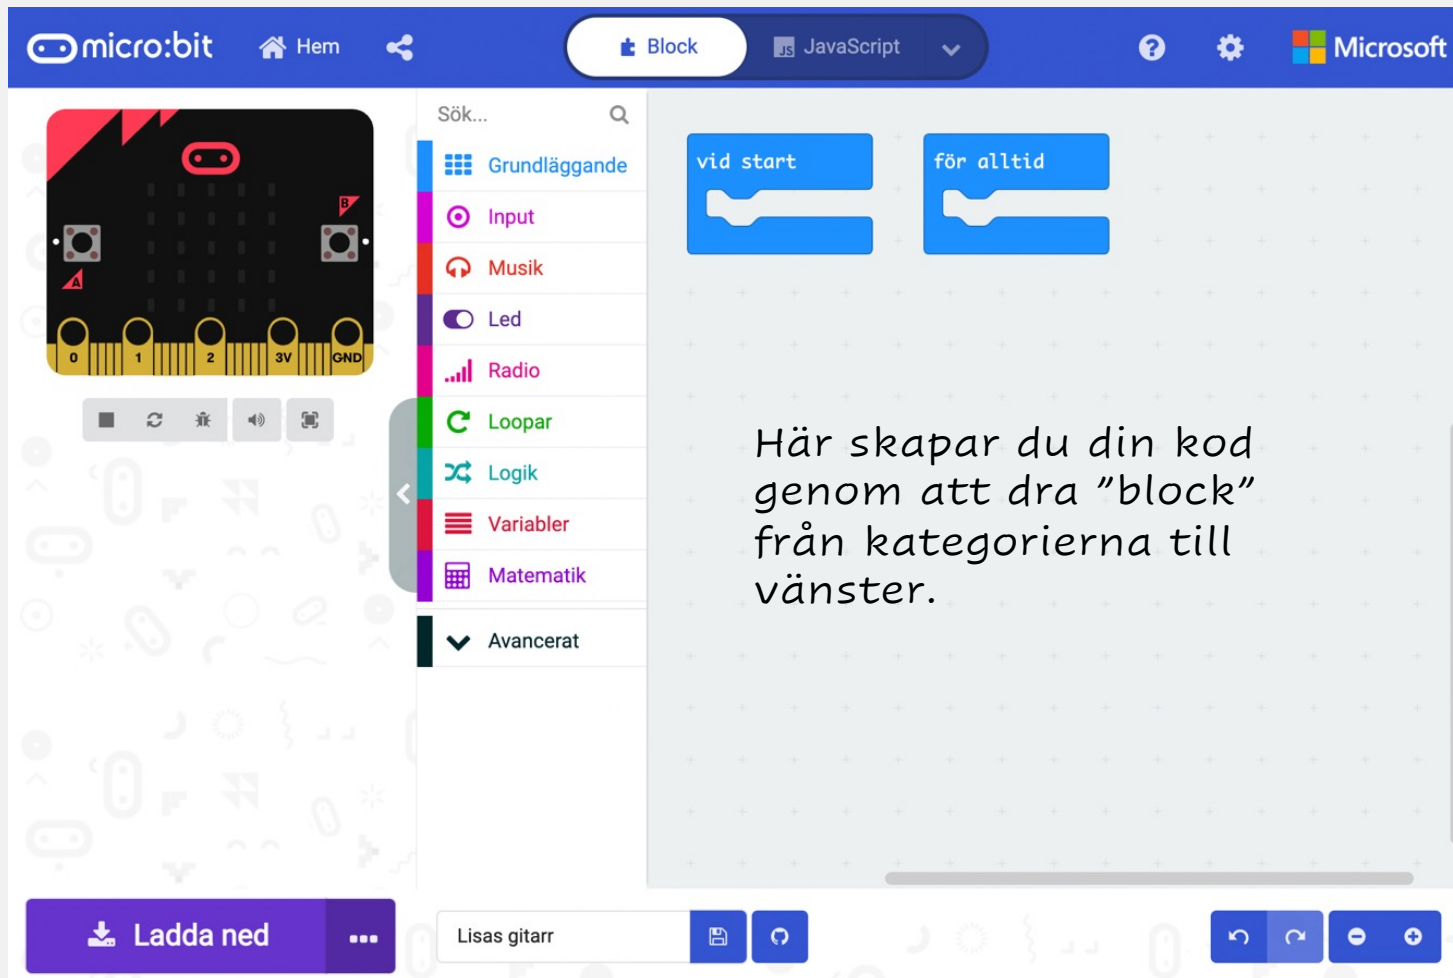 micro:bit Hem Block JS JavaScript Microsoft
Sök...
Grundläggande
Input
Musik
Led
Radio
Loopar
Logik
Variabler
Matematik
Avancerat
B
A
0 1 2 3V GND
vid start för alltid
Här skapar du din kod
genom att dra ”block”
från kategorierna till
vänster.
Ladda ned
Lisas gitarr